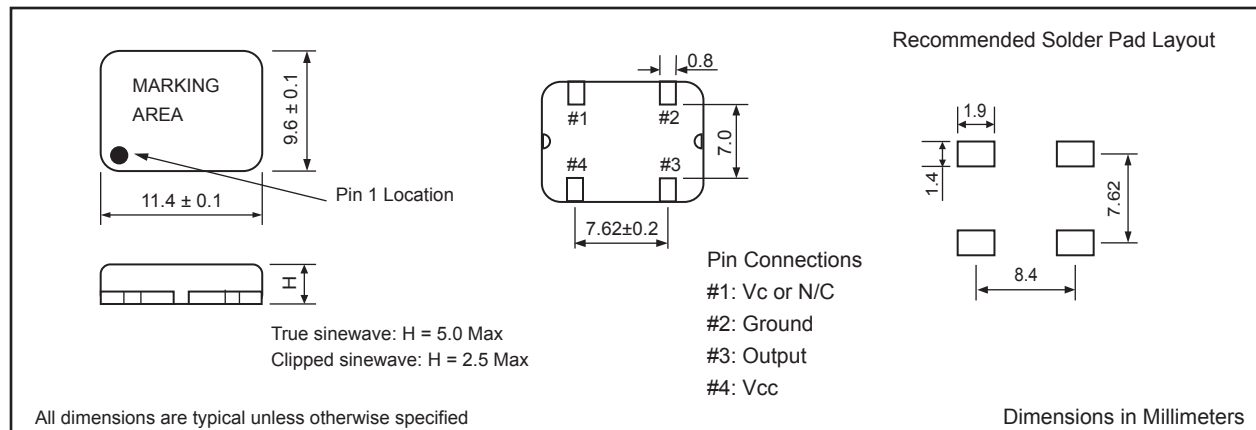 Recommended Solder Pad Layout
MARKING
AREA
9.6 ± 0.1
Pin 1 Location
11.4 ± 0.1
H
True sinewave: H = 5.0 Max
Clipped sinewave: H = 2.5 Max
0.8
#1
#2
#4
#3
7.0
7.62±0.2
Pin Connections
#1: Vc or N/C
#2: Ground
#3: Output
#4: Vcc
1.9
1.4
7.62
8.4
All dimensions are typical unless otherwise specified
Dimensions in Millimeters